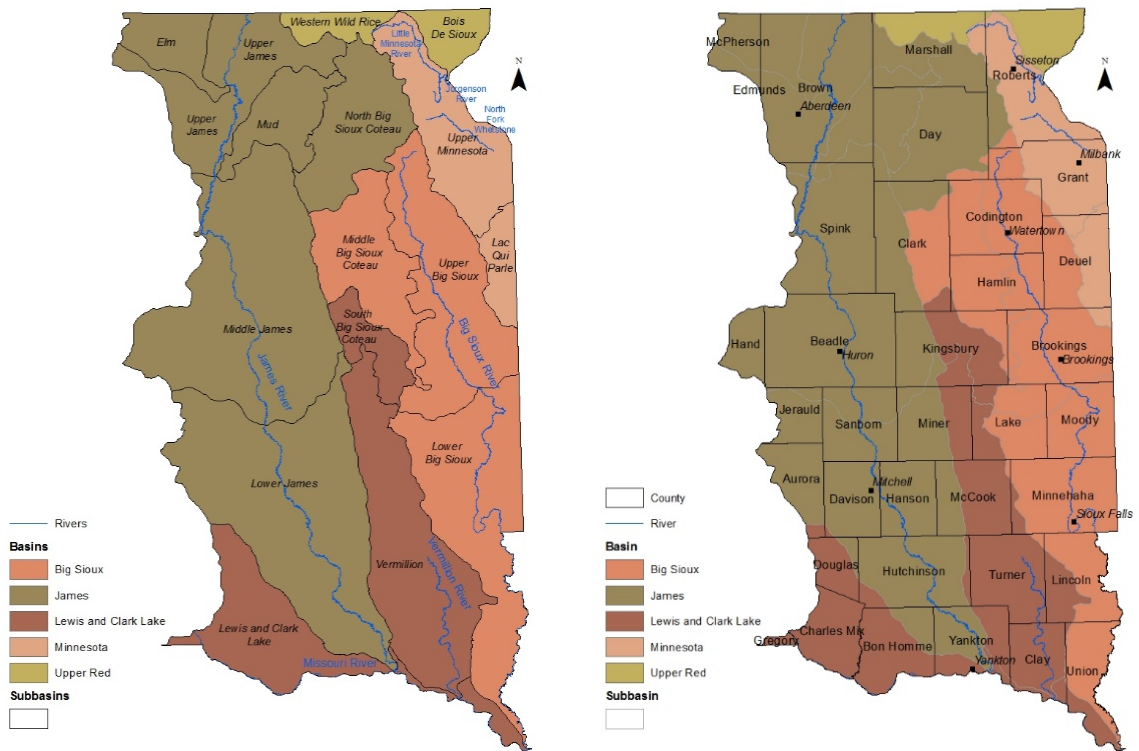 Western Wild Rice
Bois
De Sioux
Elm
Upper
James
Little
Minnesota
River
N
Jorgenson
River
North
Fork
Whetstone
Upper
James
Mud
North Big
Sioux Coteau
Upper
Minnesota
Middle
Big Sioux
Coteau
Upper
Big Sioux
Lac
Qui
Parle
South
Big Sioux
Coteau
Middle James
James River
Big Sioux River
Lower
Big Sioux
Lower James
Vermillion
Vermillion River
Lewis and Clark
Lake
Missouri River
Rivers
Basins
Big Sioux
James
Lewis and Clark Lake
Minnesota
Upper Red
Subbasins
McPherson
Marshall
Sisseton
Roberts
N
Edmunds
Brown
Aberdeen
Day
Milbank
Grant
Codington
Watertown
Spink
Clark
Deuel
Hamlin
Hand
Beadle
Huron
Kingsbury
Brookings
Brookings
Jerauld
Sanborn
Miner
Lake
Moody
Aurora
Mitchell
Davison
Hanson
McCook
Minnehaha
Sioux Falls
Douglas
Hutchinson
Turner
Lincoln
Gregory
Charles Mix
Bon Homme
Yankton
Yankton
Clay
Union
County
River
Basin
Big Sioux
James
Lewis and Clark Lake
Minnesota
Upper Red
Subbasin